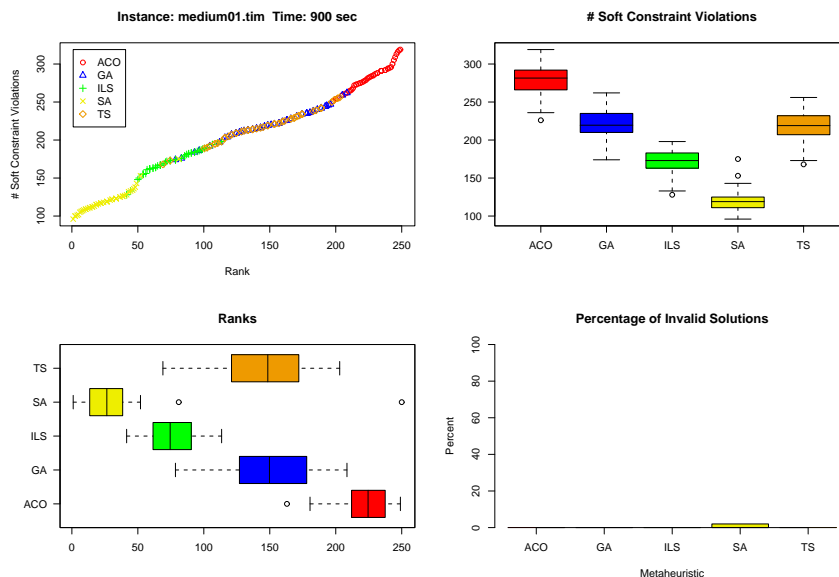 Instance: medium01.tim Time: 900 sec
# Soft Constraint Violations
300
250
200
150
100
ACO
GA
ILS
SA
TS
0
50
100
150
200
250
Rank
# Soft Constraint Violations
300
250
200
150
100
ACO
GA
ILS
SA
TS
Ranks
TS
SA
ILS
GA
ACO
0
50
100
150
200
250
Percentage of Invalid Solutions
Percent
100
80
60
40
20
0
ACO
GA
ILS
SA
TS
Metaheuristic